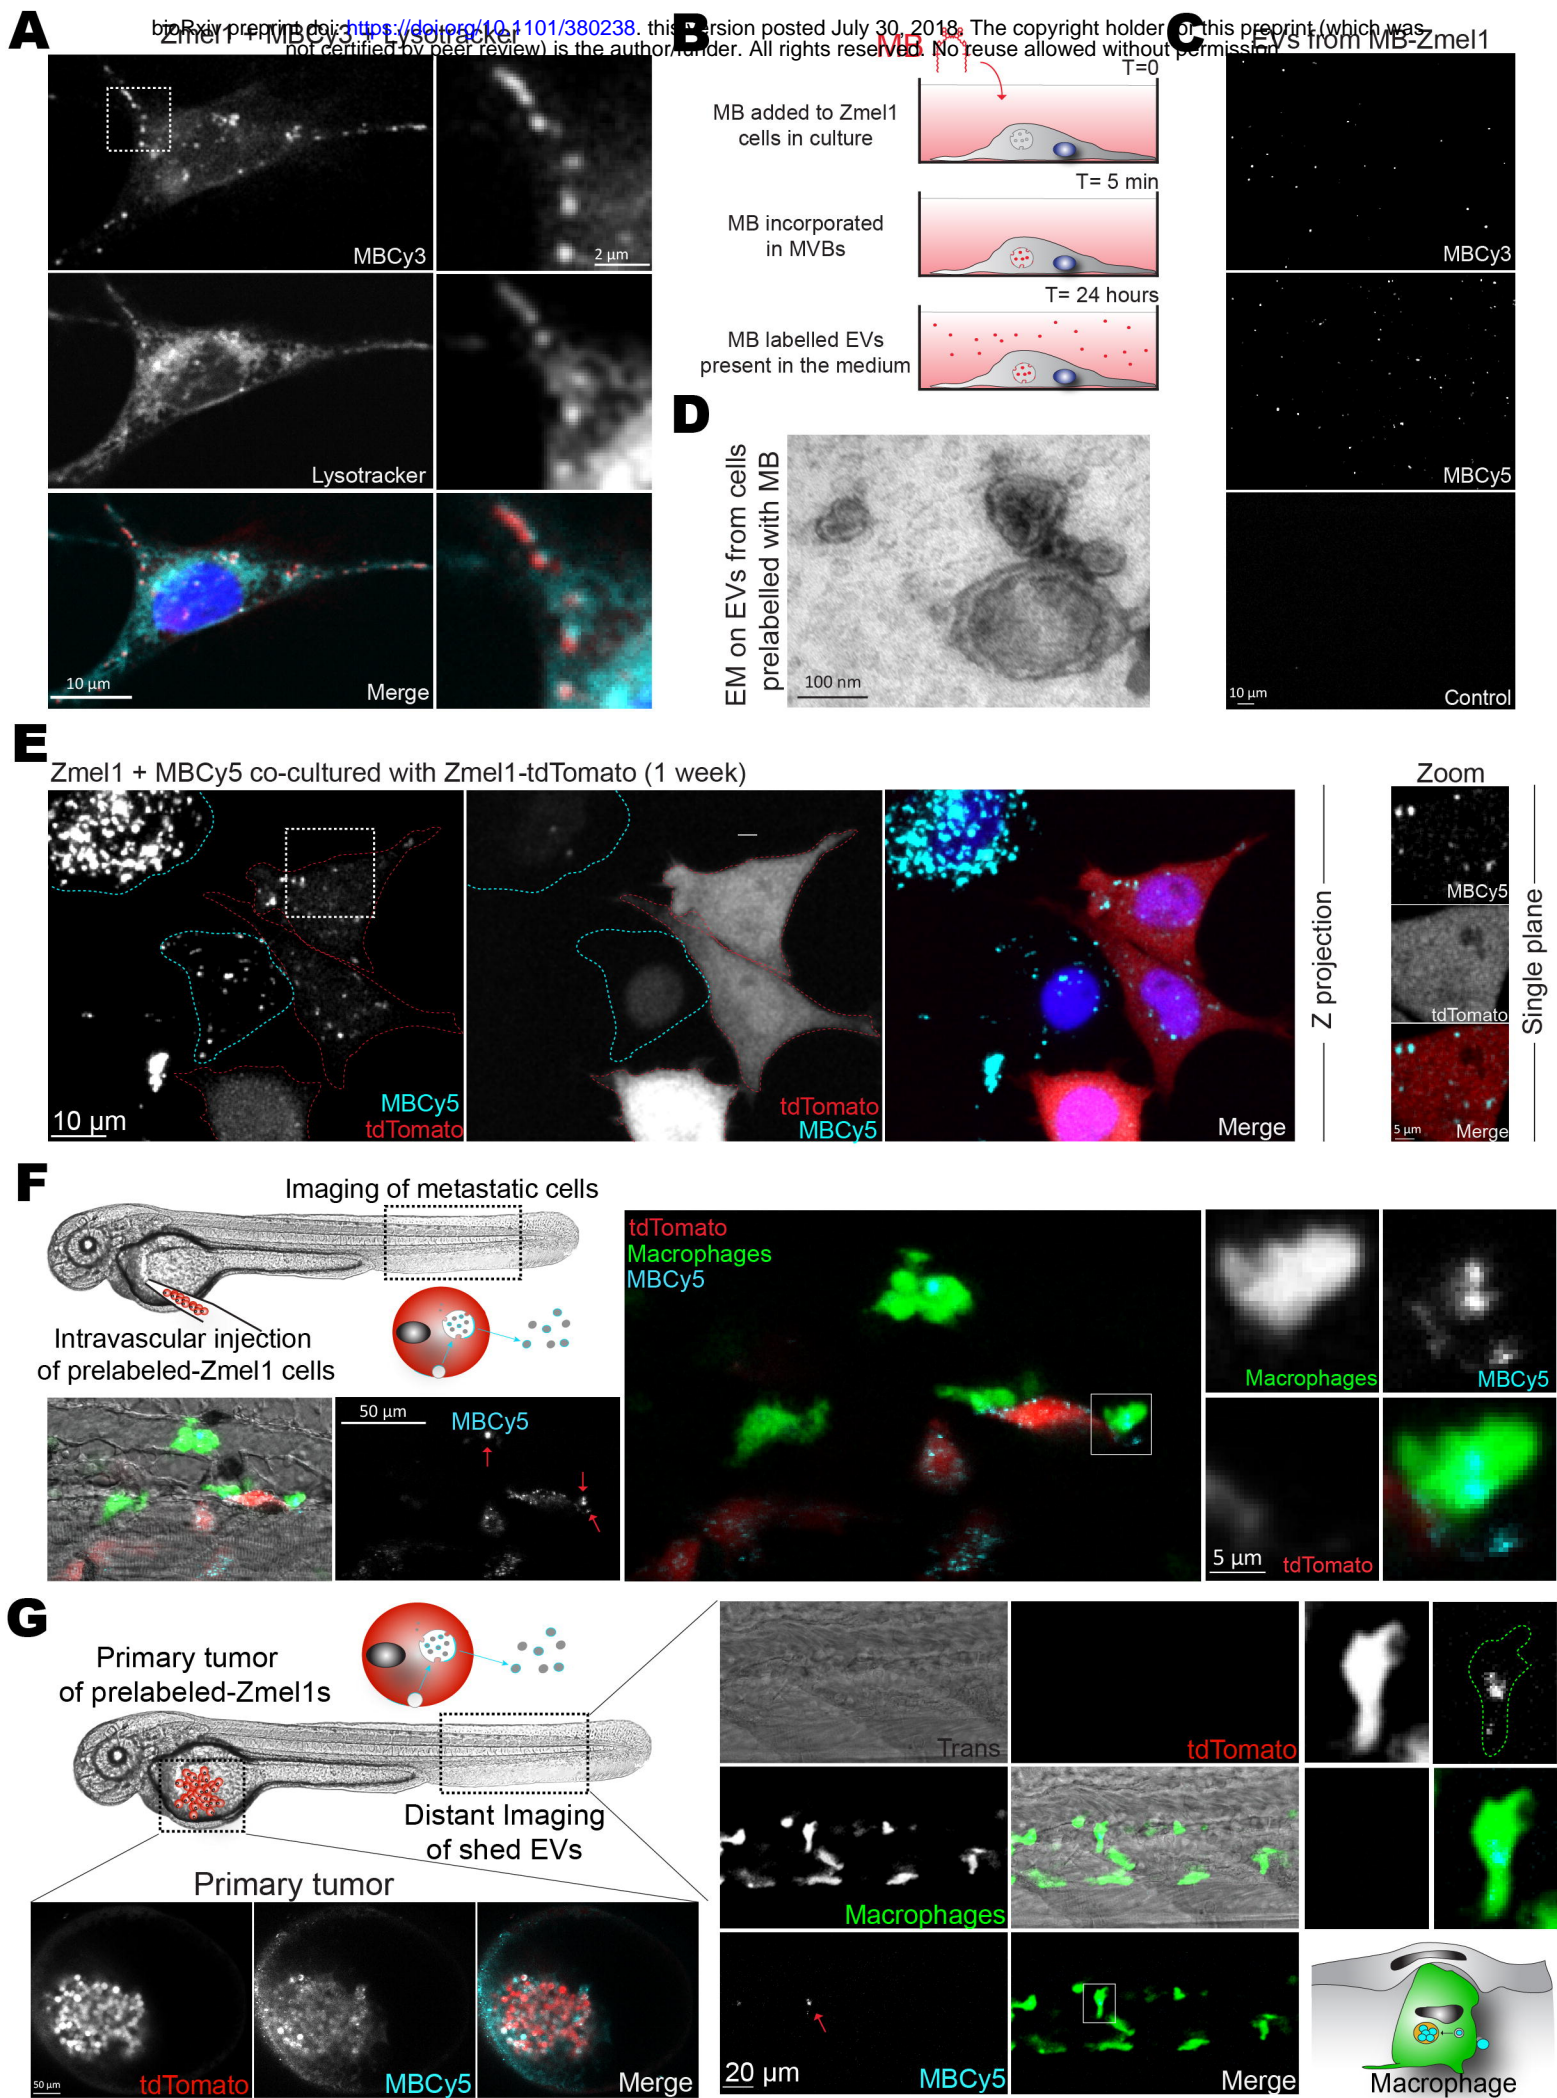 bioRxiv preprint doi: https://doi.org/10.1101/380238. this version posted July 30, 2018. The copyright holder for this preprint (which was
not certified by peer review) is the author/funder. All rights reserved. No reuse allowed without permission.
A
Zmel1 + MBCy3 + Lysotracker
MBCy3
2 µm
Lysotracker
10 µm
Merge
B
MB
T=0
MB added to Zmel1
cells in culture
T= 5 min
MB incorporated
in MVBs
T= 24 hours
MB labelled EVs
present in the medium
C
EVs from MB-Zmel1
MBCy3
MBCy5
10 µm
Control
D
EM on EVs from cells
prelabelled with MB
100 nm
E
Zmel1 + MBCy5 co-cultured with Zmel1-tdTomato (1 week)
10 µm
MBCy5
tdTomato
tdTomato
MBCy5
Merge
Z projection
Zoom
MBCy5
tdTomato
5 µm
Merge
Single plane
F
Imaging of metastatic cells
Intravascular injection
of prelabeled-Zmel1 cells
50 µm
MBCy5
tdTomato
Macrophages
MBCy5
Macrophages
MBCy5
5 µm
tdTomato
G
Primary tumor
of prelabeled-Zmel1s
Distant Imaging
of shed EVs
Primary tumor
50 µm
tdTomato
MBCy5
Merge
Trans
tdTomato
Macrophages
20 µm
MBCy5
Merge
Macrophage